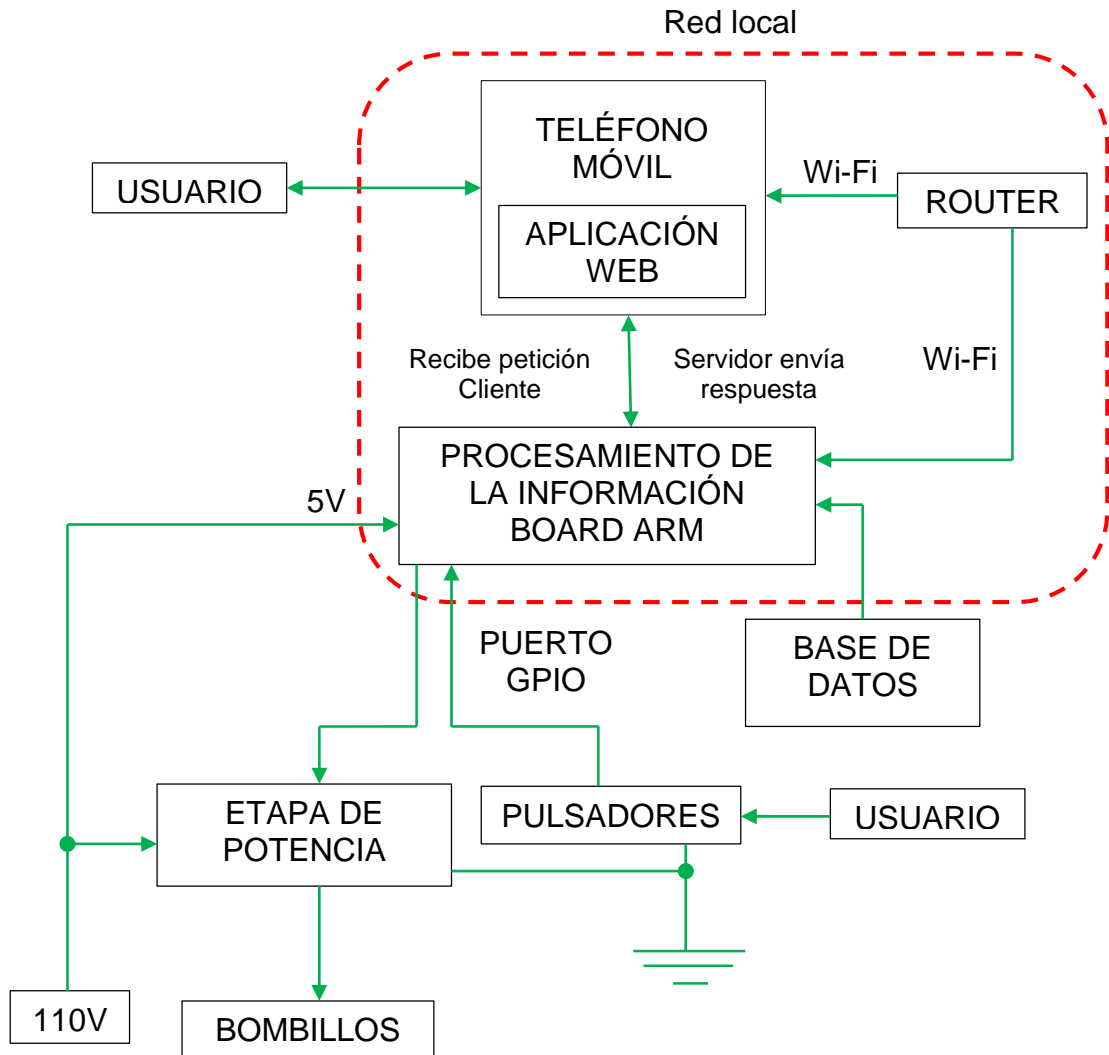 Red local
TELÉFONO
MÓVIL
Wi-Fi
USUARIO
ROUTER
APLICACIÓN
WEB
Recibe petición
Cliente
Servidor envía
respuesta
Wi-Fi
PROCESAMIENTO DE
LA INFORMACIÓN
BOARD ARM
5V
PUERTO
GPIO
BASE DE
DATOS
ETAPA DE
POTENCIA
PULSADORES
USUARIO
110V
BOMBILLOS